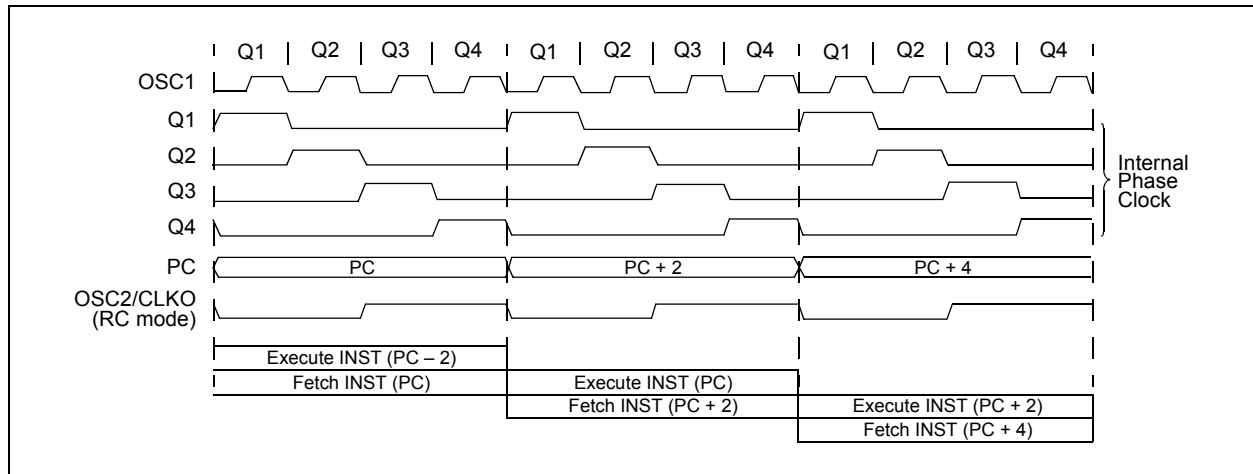 Q1 Q2 Q3 Q4 Q1 Q2 Q3 Q4 Q1 Q2 Q3 Q4
OSC1
Q1
Q2
Q3
Q4
Internal
Phase
Clock
PC PC PC + 2 PC + 4
OSC2/CLKO
(RC mode)
Execute INST (PC – 2)
Fetch INST (PC) Execute INST (PC)
Fetch INST (PC + 2) Execute INST (PC + 2)
Fetch INST (PC + 4)